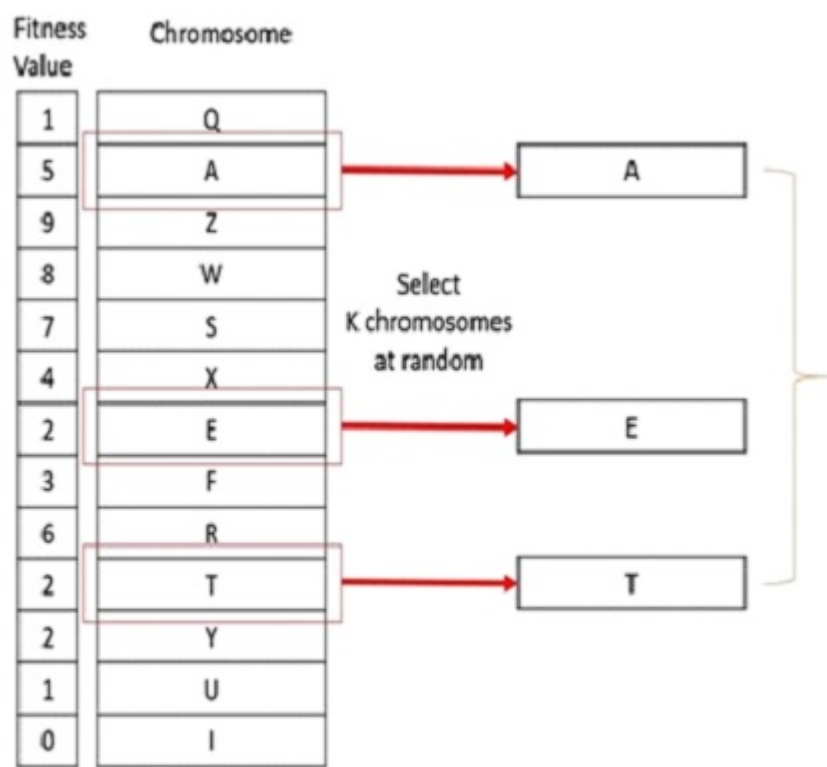 Fitness
Value
Chromosome
1 Q
5 A A
9 Z
8 W
7 S
4 X
2 E E
3 F
6 R
2 T T
2 Y
1 U
0 I
Select
K chromosomes
at random